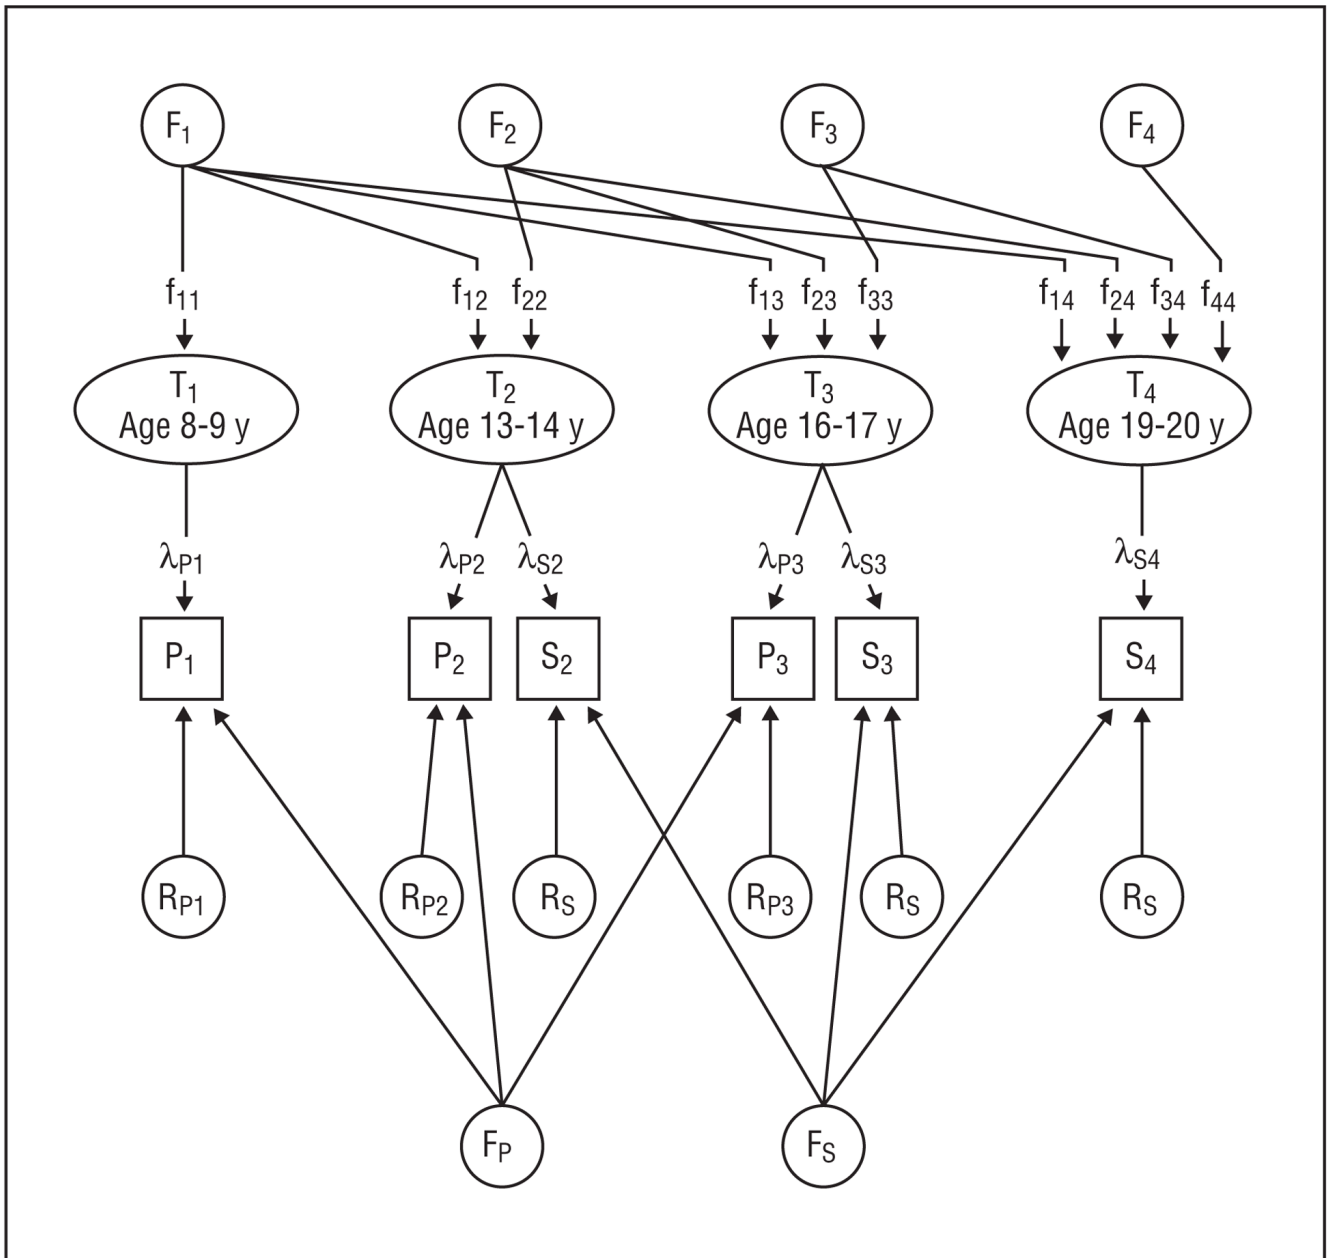 F1 F2 F3 F4
f11 f12 f22 f13 f23 f33 f14 f24 f34 f44
T1 T2 T3 T4
Age 8-9 y Age 13-14 y Age 16-17 y Age 19-20 y
λP1 λP2 λS2 λP3 λS3 λS4
P1 P2 S2 P3 S3 S4
RP1 RP2 RS RP3 RS RS
FP FS